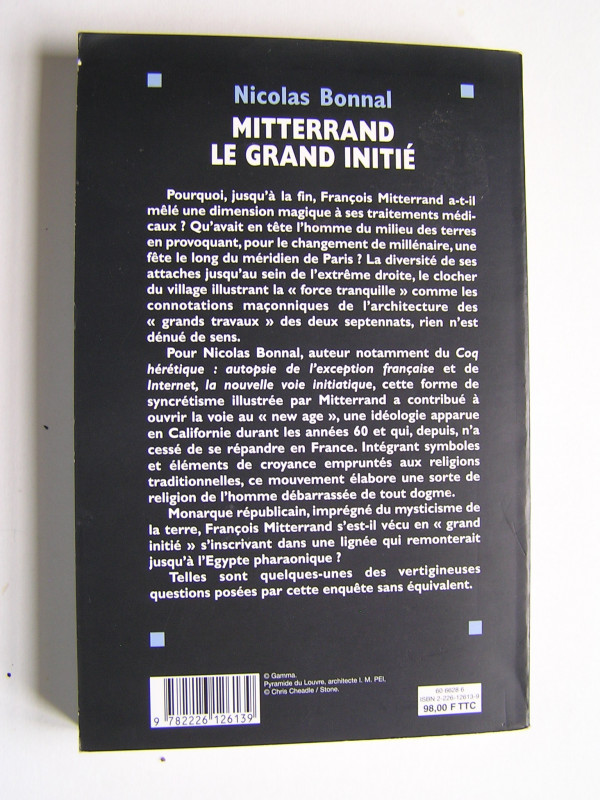 Nicolas Bonnal
MITTERRAND
LE GRAND INITIÉ
Pourquoi, jusqu'à la fin, François Mitterrand a-t-il
mêlé une dimension magique à ses traitements médi-
caux ? Qu'avait en tête l'homme du milieu des terres
en provoquant, pour le changement de millénaire, une
fête le long du méridien de Paris ? La diversité de ses
attaches jusqu'au sein de l'extrême droite, le clocher
du village illustrant la « force tranquille » comme les
connotations maçonniques de l'architecture des
« grands travaux » des deux septennats, rien n'est
dénué de sens.
Pour Nicolas Bonnal, auteur notamment du Coq
hérétique : autopsie de l'exception française et de
Internet, la nouvelle voie initiatique, cette forme de
syncrétisme illustrée par Mitterrand a contribué à
ouvrir la voie au « new age », une idéologie apparue
en Californie durant les années 60 et qui, depuis, n'a
cessé de se répandre en France. Intégrant symboles
et éléments de croyance empruntés aux religions
traditionnelles, ce mouvement élabore une sorte de
religion de l'homme débarrassée de tout dogme.
Monarque républicain, imprégné du mysticisme de
la terre, François Mitterrand s'est-il vécu en « grand
initié » s'inscrivant dans une lignée qui remonterait
jusqu'à l'Egypte pharaonique ?
Telles sont quelques-unes des vertigineuses
questions posées par cette enquête sans équivalent.
© Gamma.
Pyramide du Louvre, architecte I. M. PEI,
© Chris Cheadle / Stone.
9 782226 126139
60 6628 6
ISBN 2-226-12613-9
98,00 F TTC